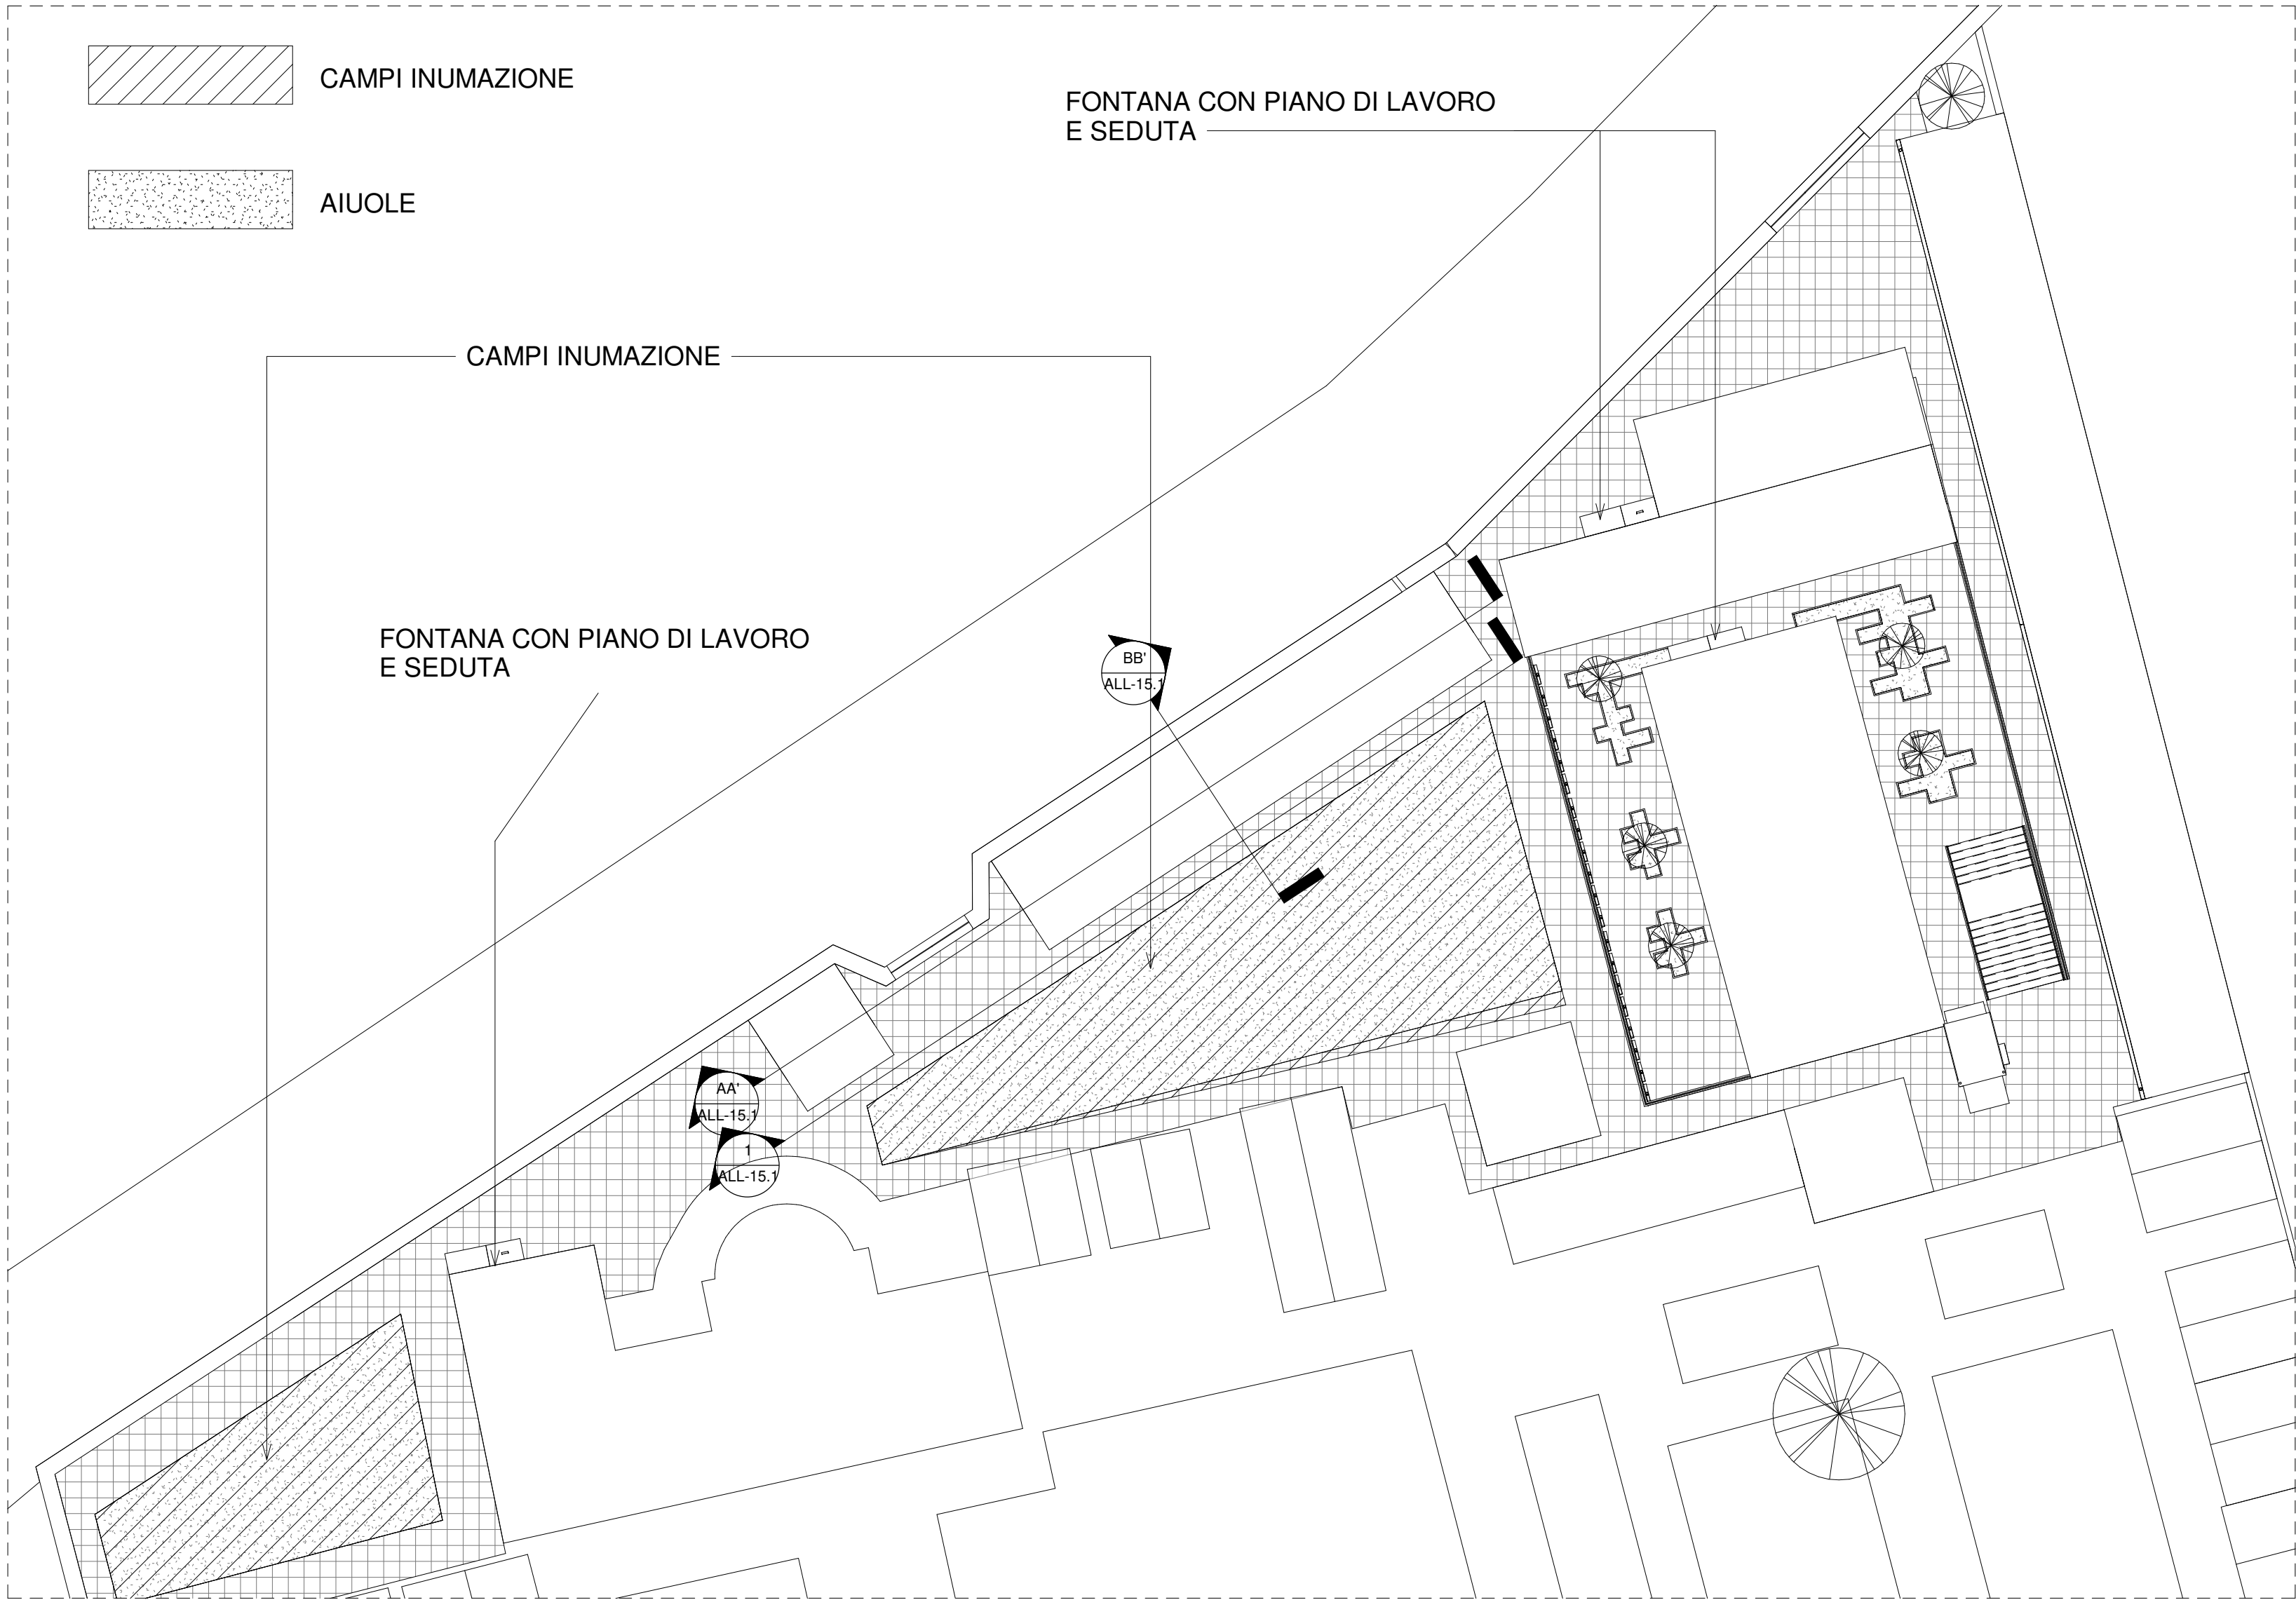 CAMPI INUMAZIONE
FONTANA CON PIANO DI LAVORO
E SEDUTA
AIUOLE
CAMPI INUMAZIONE
FONTANA CON PIANO DI LAVORO
E SEDUTA
BB'
ALL-15.1
AA'
ALL-15.1
1
ALL-15.1